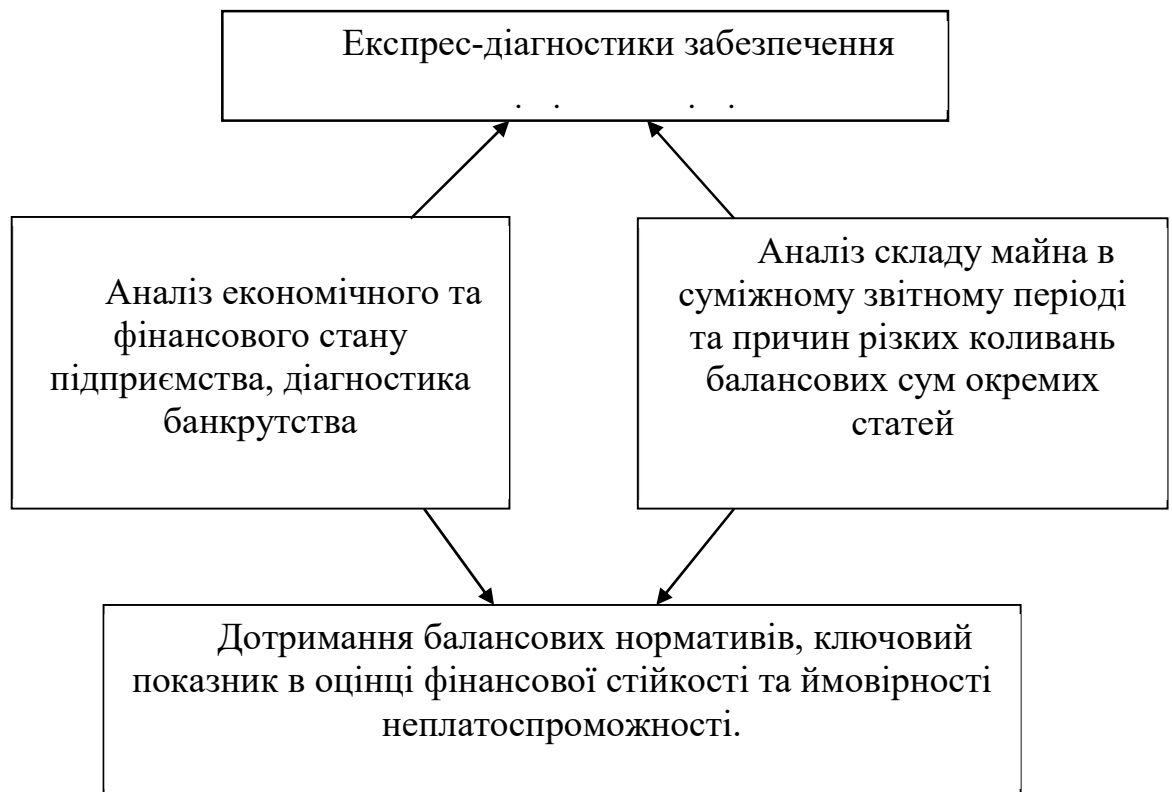 Експрес-діагностики забезпечення
. . . .
Аналіз економічного та
фінансового стану
підприємства, діагностика
банкрутства
Аналіз складу майна в
суміжному звітному періоді
та причин різких коливань
балансових сум окремих
статей
Дотримання балансових нормативів, ключовий
показник в оцінці фінансової стійкості та ймовірності
неплатоспроможності.